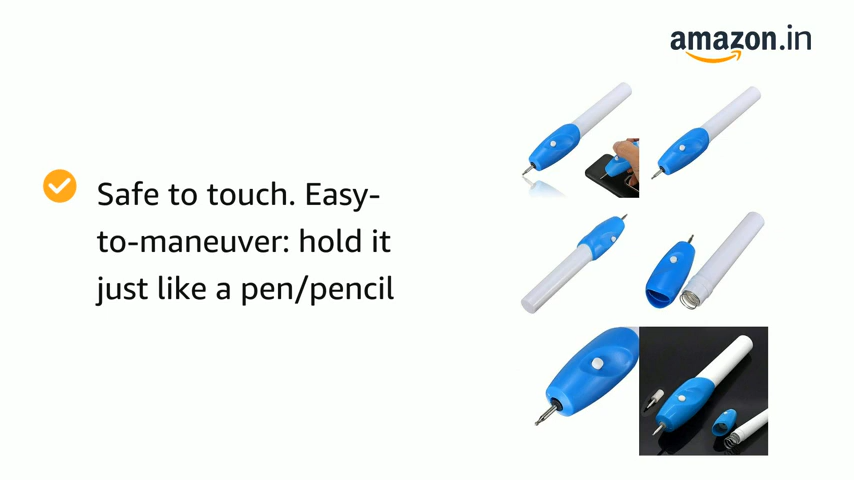 amazon.in
Safe to touch. Easy-
to-maneuver: hold it
just like a pen/pencil